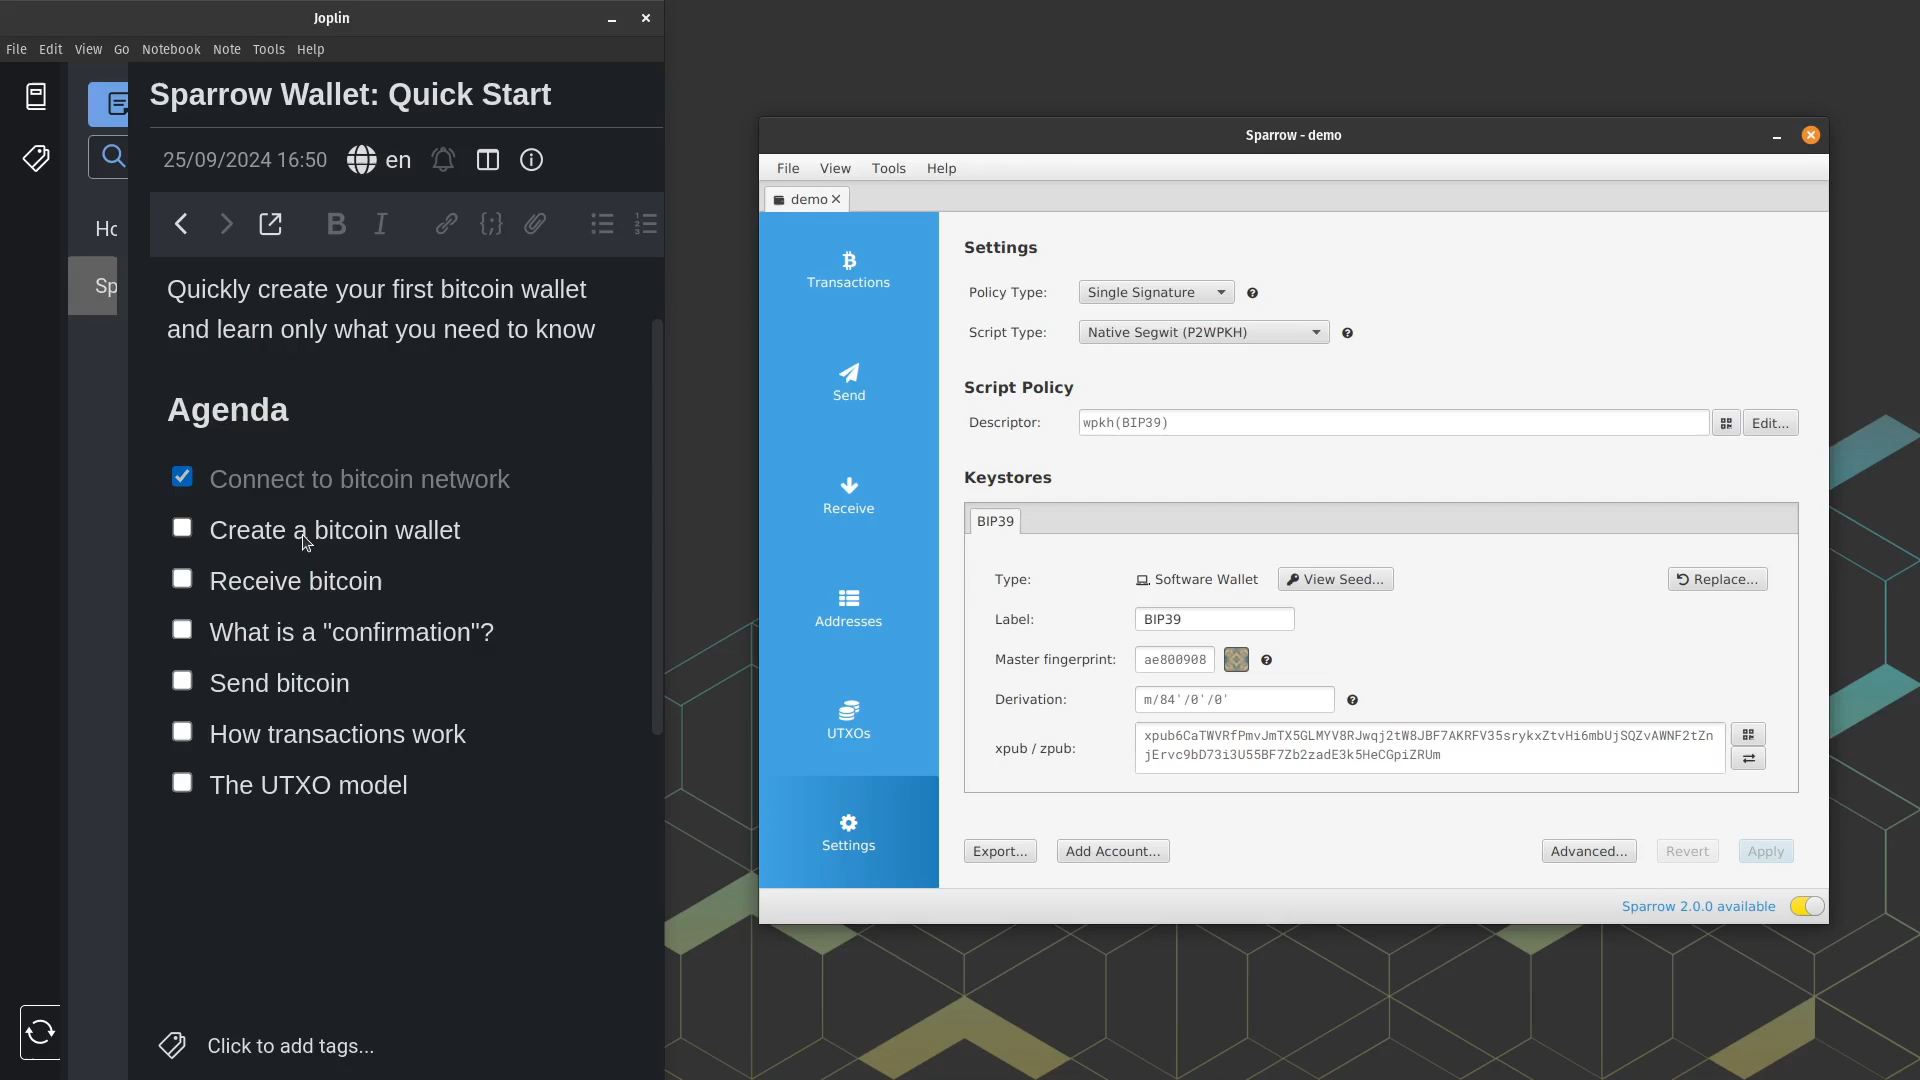 Joplin
File Edit View Go Notebook Note Tools Help
Sparrow Wallet: Quick Start
25/09/2024 16:50 en
B I
Ho
Sp
Quickly create your first bitcoin wallet
and learn only what you need to know
Agenda
Connect to bitcoin network
Create a bitcoin wallet
Receive bitcoin
What is a "confirmation"?
Send bitcoin
How transactions work
The UTXO model
Click to add tags...
Sparrow - demo
File View Tools Help
demo
Transactions
Send
Receive
Addresses
UTXOs
Settings
Settings
Policy Type: Single Signature
Script Type: Native Segwit (P2WPKH)
Script Policy
Descriptor: wpkh(BIP39) Edit...
Keystores
BIP39
Type: Software Wallet View Seed... Replace...
Label: BIP39
Master fingerprint: ae800908
Derivation: m/84'/0'/0'
xpub / zpub:
xpub6CaTWVRfPmvJmTX5GLMYV8RJwqj2tW8JBF7AKRFV35srykxZtvHi6mbUjSQZvAWNF2tZn
jErvc9bD73i3U55BF7Zb2zadE3k5HeCGpiZRUm
Export... Add Account... Advanced... Revert Apply
Sparrow 2.0.0 available